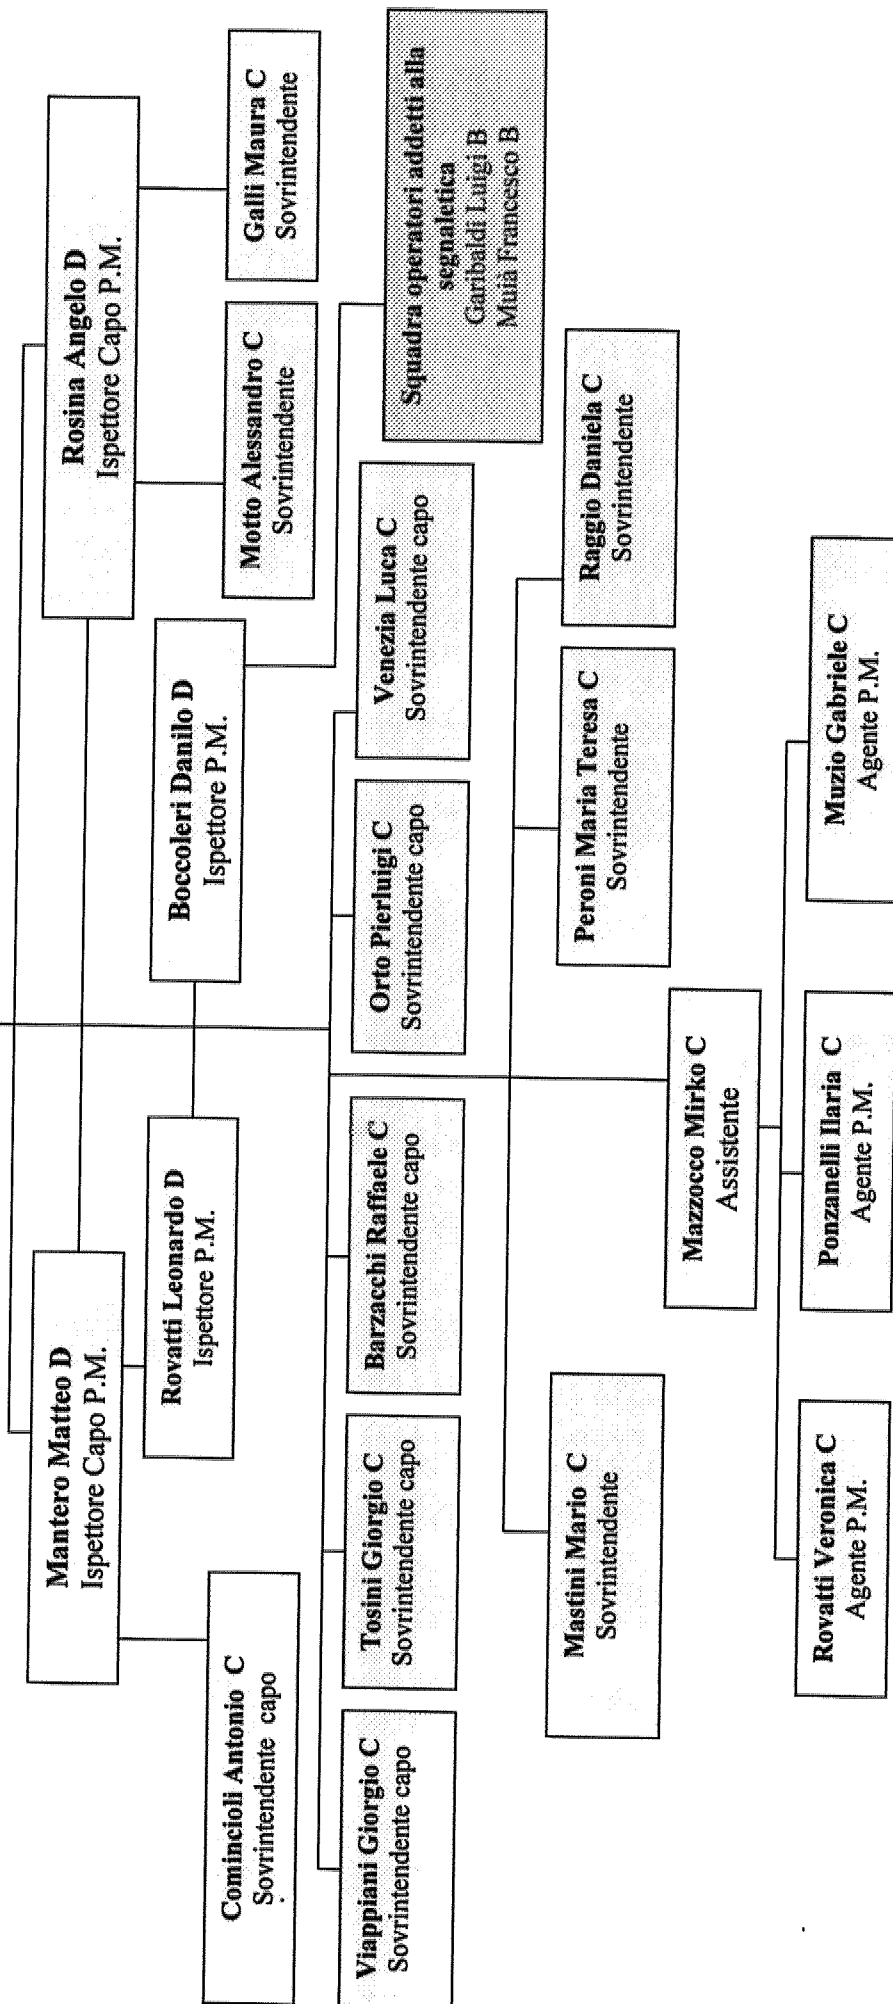 Mantero Matteo D
Ispettore Capo P.M.
Rosina Angelo D
Ispettore Capo P.M.
Rovatti Leonardo D
Ispettore P.M.
Boccoleri Danilo D
Ispettore P.M.
Comincioli Antonio C
Sovrintendente capo
Motto Alessandro C
Sovrintendente
Galli Maura C
Sovrintendente
Viappiani Giorgio C
Sovrintendente capo
Tosini Giorgio C
Sovrintendente capo
Barzacchi Raffaele C
Sovrintendente capo
Orto Pierluigi C
Sovrintendente capo
Venezia Luca C
Sovrintendente capo
Squadra operatori addetti alla
segnaletica
Garibaldi Luigi B
Muià Francesco B
Mastini Mario C
Sovrintendente
Peroni Maria Teresa C
Sovrintendente
Raggio Daniela C
Sovrintendente
Mazzocco Mirko C
Assistente
Rovatti Veronica C
Agente P.M.
Ponzanelli Ilaria C
Agente P.M.
Muzio Gabriele C
Agente P.M.